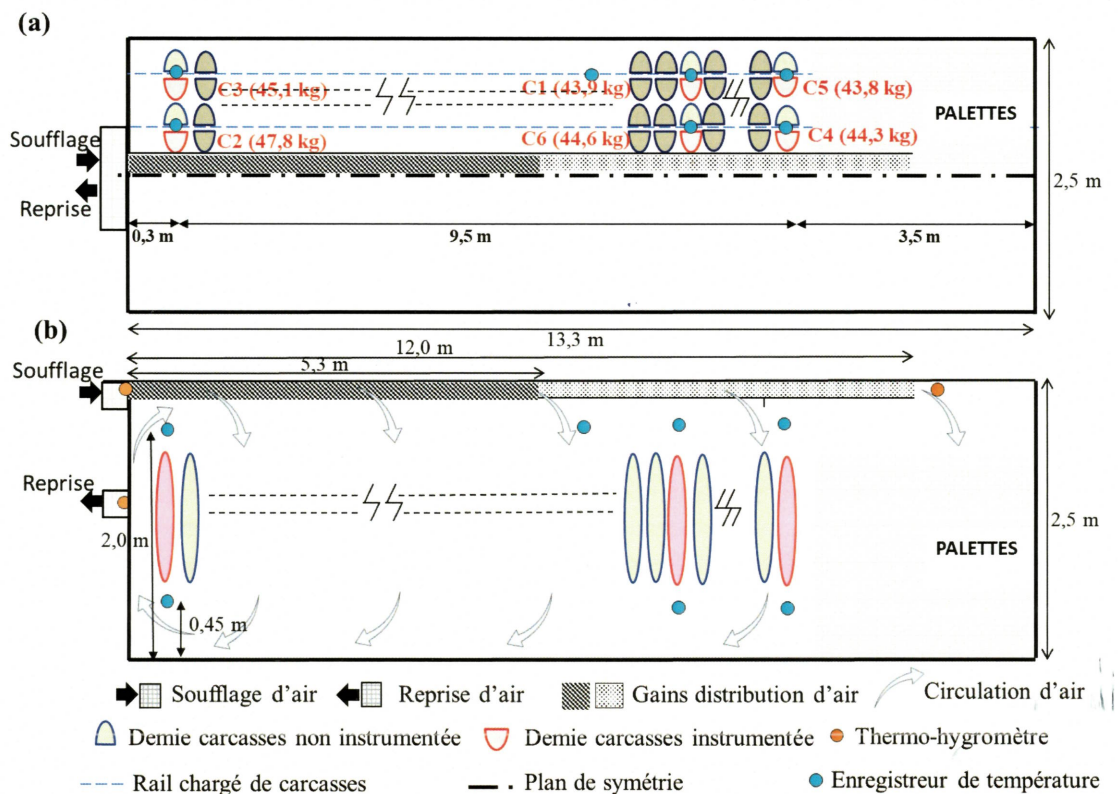 (a)
C3 (45,1 kg)
C1 (43,9 kg)
C5 (43,8 kg)
PALETTES
Soufflage
C2 (47,8 kg)
C6 (44,6 kg)
C4 (44,3 kg)
Reprise
2,5 m
0,3 m
9,5 m
3,5 m
(b)
13,3 m
12,0 m
Soufflage
5,3 m
Reprise
2,0 m
2,5 m
PALETTES
0,45 m
Soufflage d'air
Reprise d'air
Gains distribution d'air
Circulation d'air
Demie carcasses non instrumentée
Demie carcasses instrumentée
Thermo-hygromètre
Rail chargé de carcasses
Plan de symétrie
Enregistreur de température